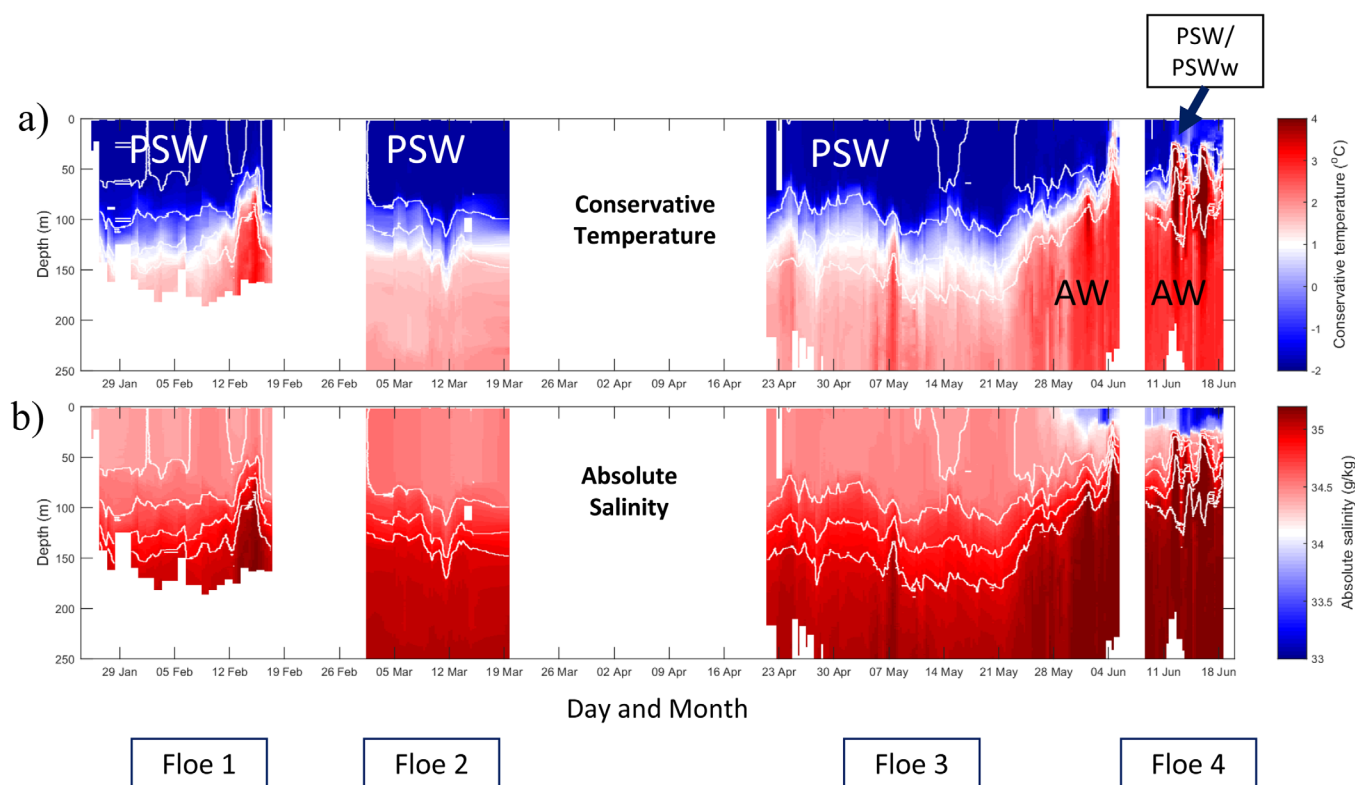 PSW/
PSWw
a)
PSW
PSW
PSW
AW
AW
Conservative
Temperature
Depth (m)
0
50
100
150
200
250
29 Jan 05 Feb 12 Feb 19 Feb 26 Feb 05 Mar 12 Mar 19 Mar 26 Mar 02 Apr 09 Apr 16 Apr 23 Apr 30 Apr 07 May 14 May 21 May 28 May 04 Jun 11 Jun 18 Jun
4
3
2
1
0
-1
-2
Conservative temperature (°C)
b)
Absolute
Salinity
Depth (m)
0
50
100
150
200
250
29 Jan 05 Feb 12 Feb 19 Feb 26 Feb 05 Mar 12 Mar 19 Mar 26 Mar 02 Apr 09 Apr 16 Apr 23 Apr 30 Apr 07 May 14 May 21 May 28 May 04 Jun 11 Jun 18 Jun
35
34.5
34
33.5
33
Absolute salinity (g/kg)
Day and Month
Floe 1
Floe 2
Floe 3
Floe 4